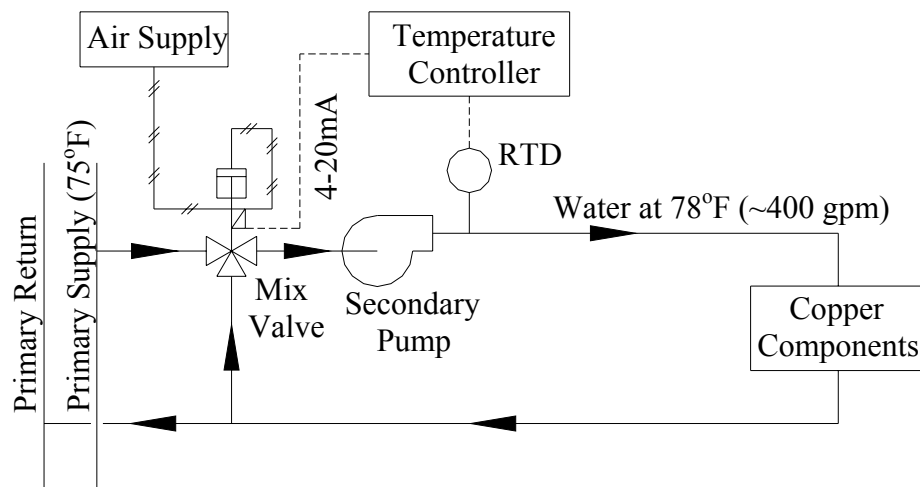 Air Supply
Temperature
Controller
4-20mA
RTD
Primary Return
Primary Supply (75°F)
Water at 78°F (~400 gpm)
Mix
Valve
Secondary
Pump
Copper
Components